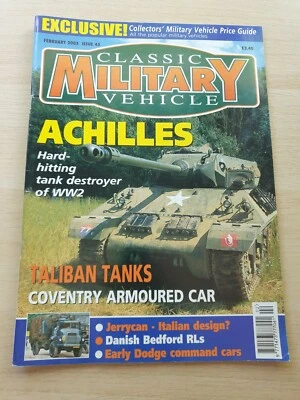 EXCLUSIVE! Collectors' Military Vehicle Price Guide
All the popular military vehicles.
FEBRUARY 2005 ISSUE 45
£3.40
CLASSIC
MILITARY
VEHICLE
ACHILLES
Hard-
hitting
tank destroyer
of WW2
77
TALIBAN TANKS
COVENTRY ARMOURED CAR
Jerrycan - Italian design?
Danish Bedford RLs
Early Dodge command cars